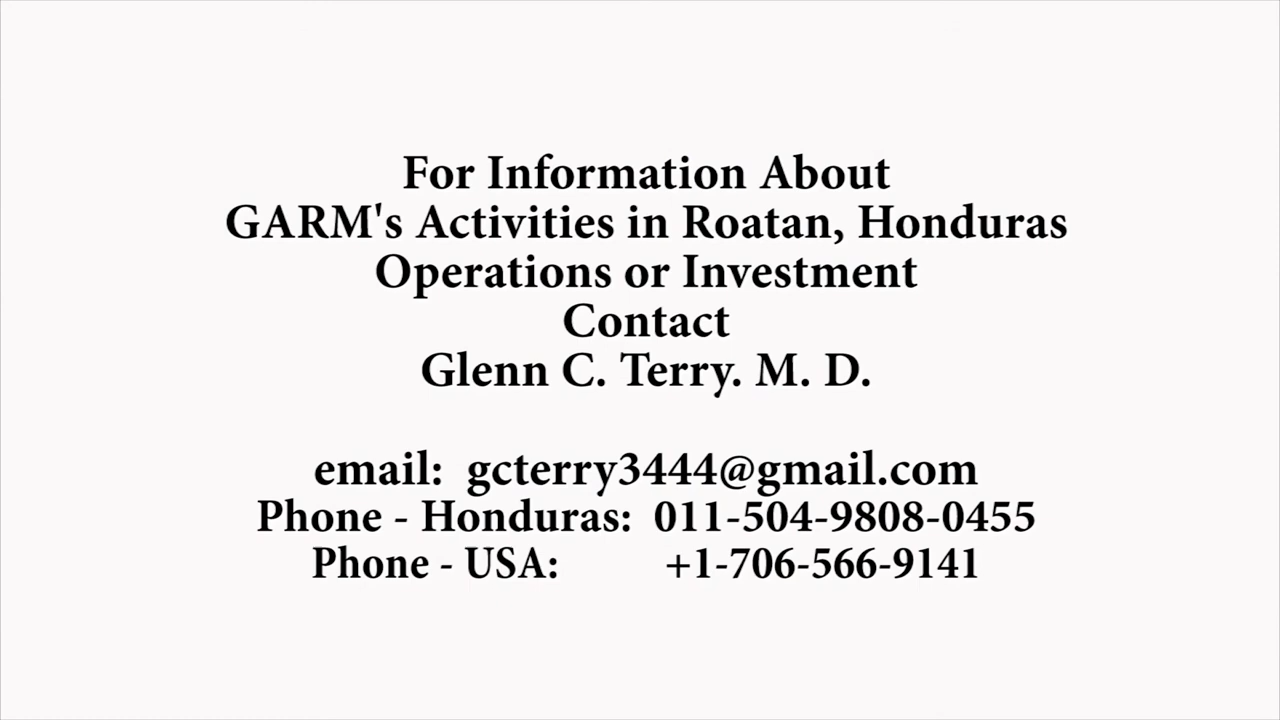 For Information About
GARM's Activities in Roatan, Honduras
Operations or Investment
Contact
Glenn C. Terry. M. D.
email: gcterry3444@gmail.com
Phone - Honduras: 011-504-9808-0455
Phone - USA: +1-706-566-9141